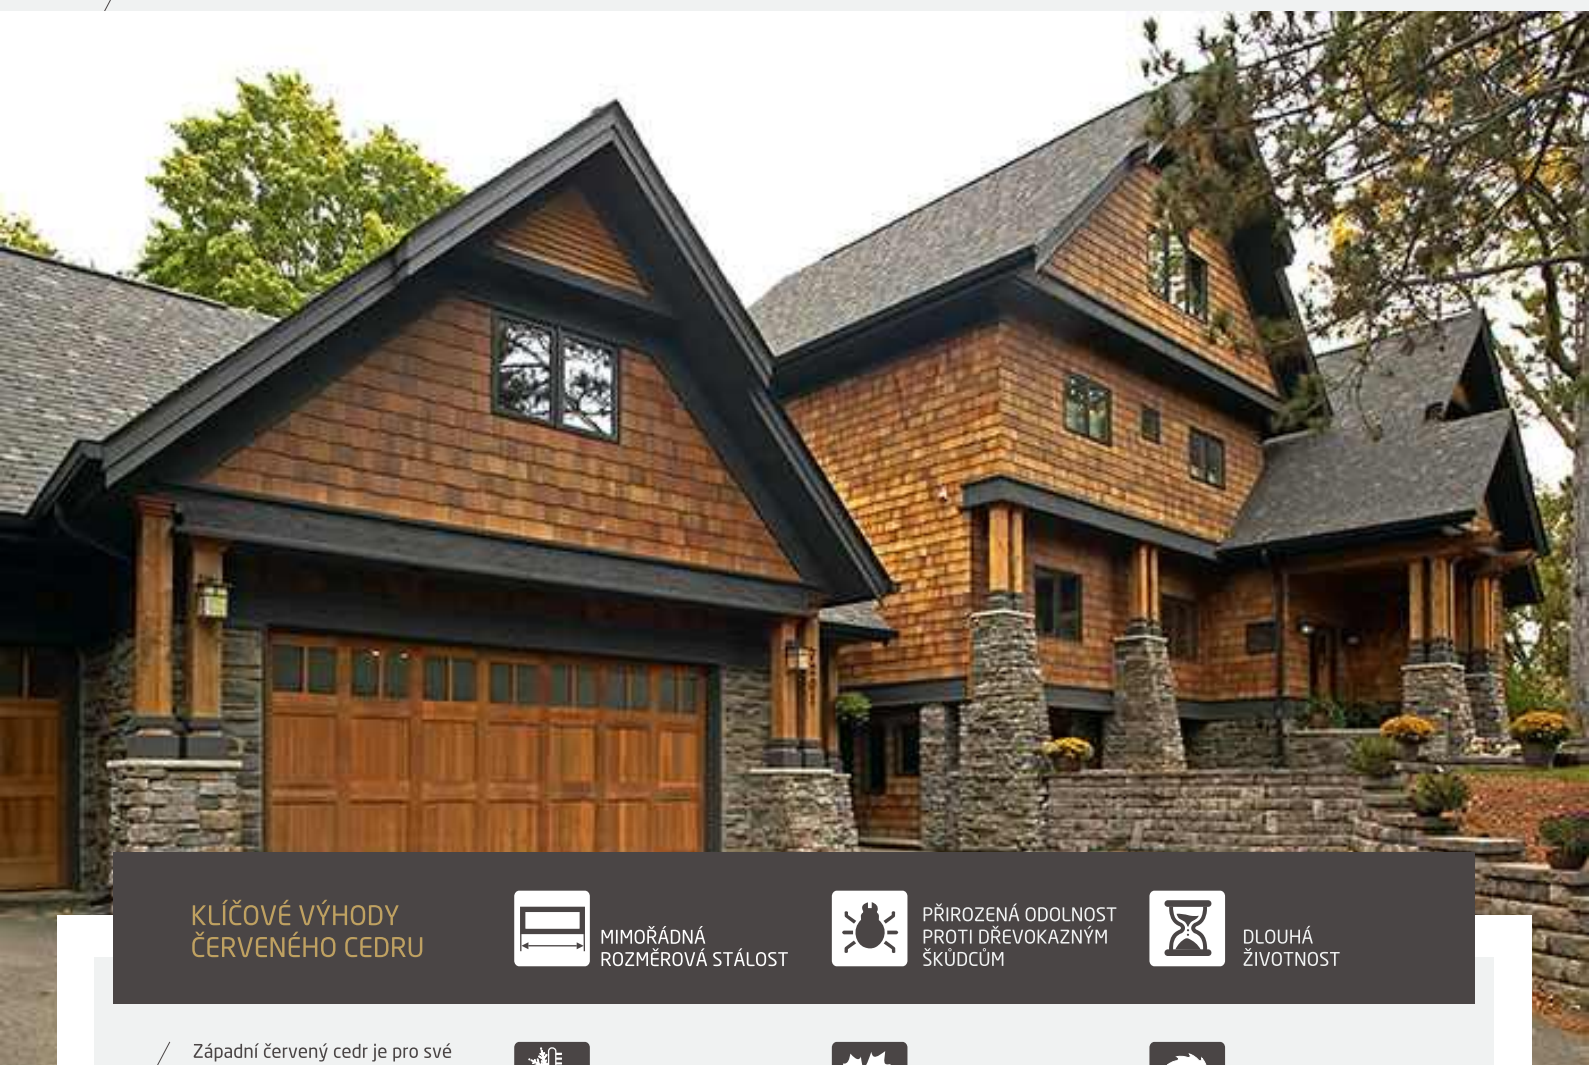 KLÍČOVÉ VÝHODY
ČERVENÉHO CEDRU
MIMOŘÁDNÁ
ROZMĚROVÁ STÁLOST
PŘIROZENÁ ODOLNOST
PROTI DŘEVOKAZNÝM
ŠKŮDCŮM
DLOUHÁ
ŽIVOTNOST
Západní červený cedr je pro své